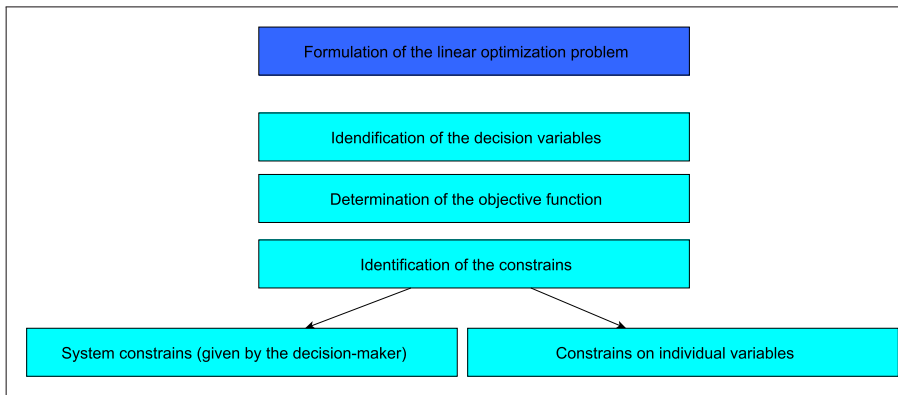 Formulation of the linear optimization problem
Idendification of the decision variables
Determination of the objective function
Identification of the constrains
System constrains (given by the decision-maker)
Constrains on individual variables